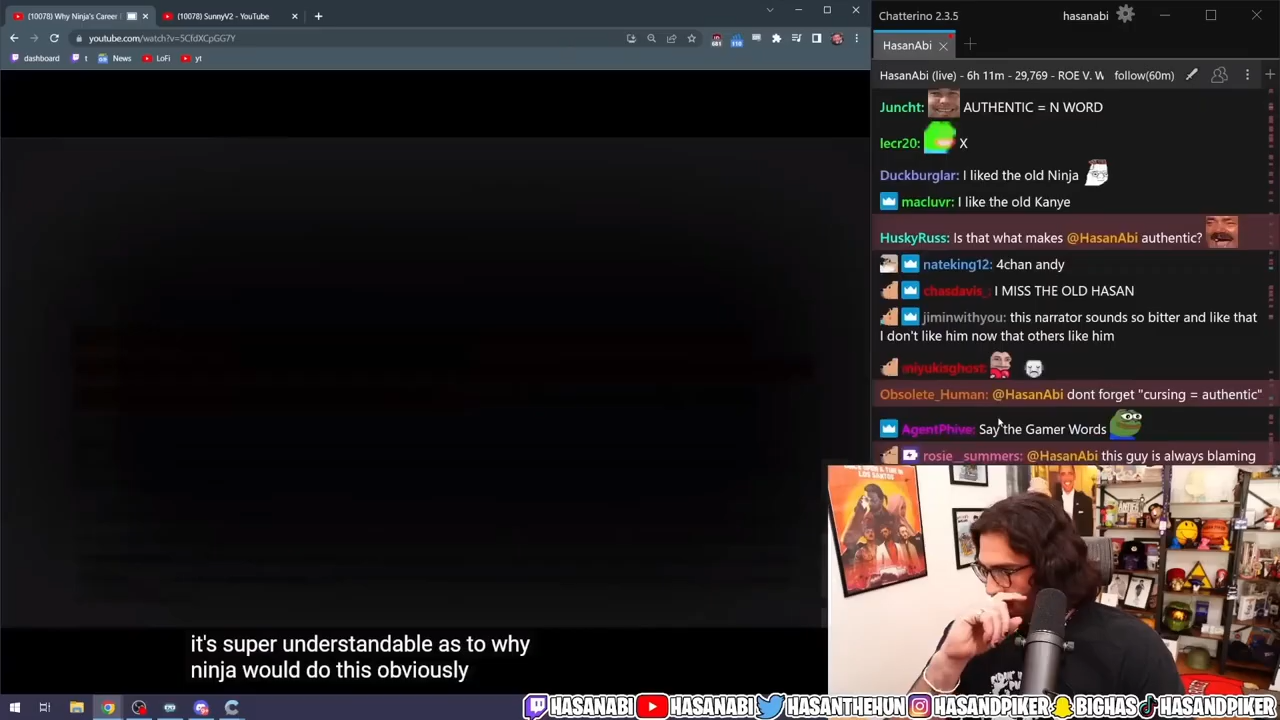 (10078) Why Ninja's Career
(10078) SunnyV2 - YouTube
youtube.com/watch?v=5CfdXCpGG7Y
dashboard
t
News
LoFi
yt
Chatterino 2.3.5
hasanabi
HasanAbi
HasanAbi (live) - 6h 11m - 29,769 - ROE V. W
follow(60m)
Juncht: AUTHENTIC = N WORD
lecr20: X
Duckburglar: I liked the old Ninja
macluvr: I like the old Kanye
HuskyRuss: Is that what makes @HasanAbi authentic?
nateking12: 4chan andy
chasdavis_: I MISS THE OLD HASAN
jiminwithyou: this narrator sounds so bitter and like that
I don't like him now that others like him
niyukisghost:
Obsolete_Human: @HasanAbi dont forget "cursing = authentic"
AgentPhive: Say the Gamer Words
rosie__summers: @HasanAbi this guy is always blaming
it's super understandable as to why
ninja would do this obviously
HASANABI HASANABI HASANTHEHUN HASANDPIKER BIGHAS HASANDPIKER